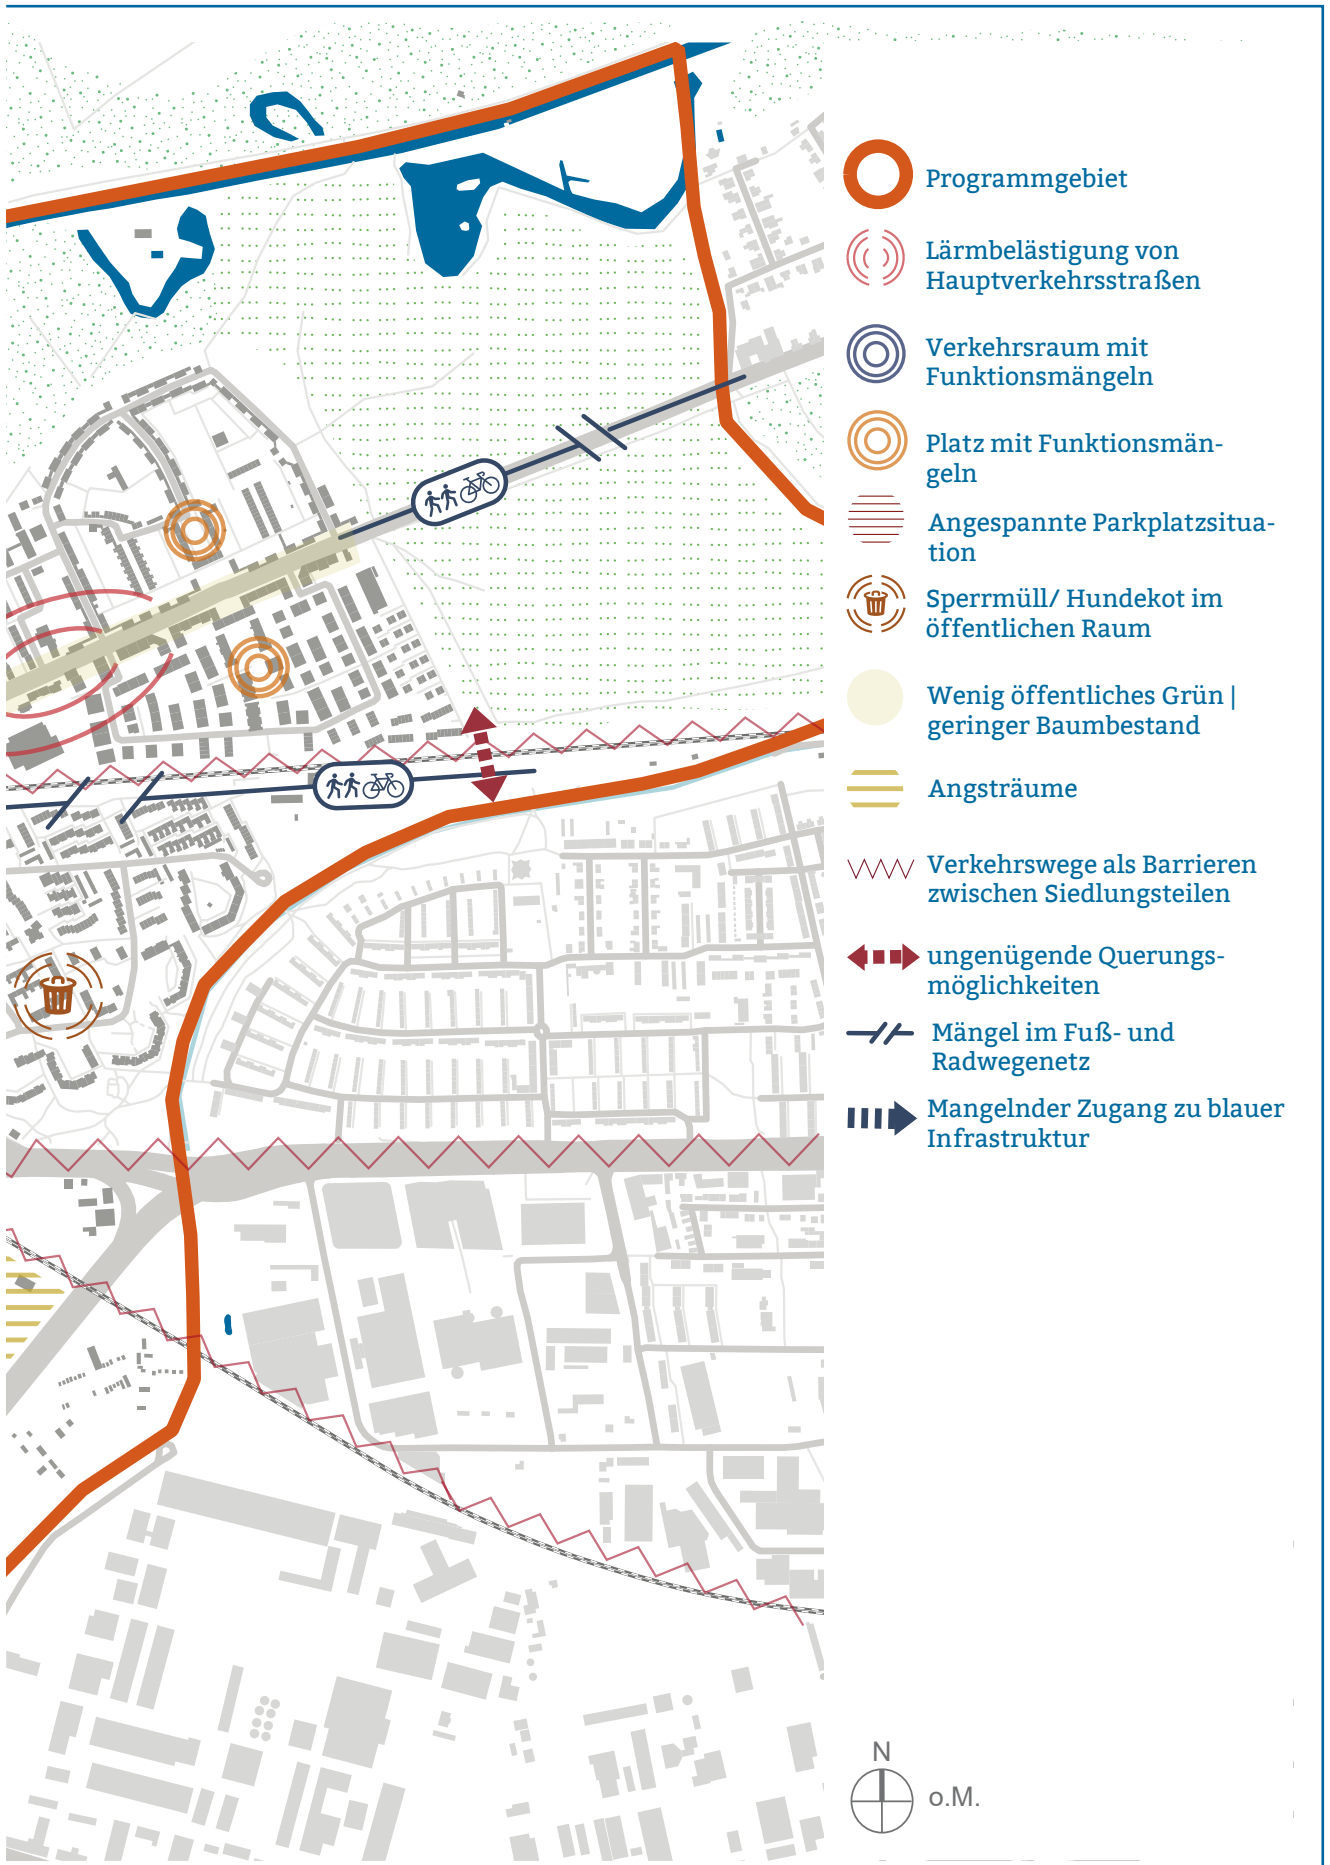 Programmgebiet
Lärmbelästigung von
Hauptverkehrsstraßen
Verkehrsraum mit
Funktionsmängeln
Platz mit Funktionsmän-
geln
Angespannte Parkplatzsitua-
tion
Sperrmüll/ Hundekot im
öffentlichen Raum
Wenig öffentliches Grün |
geringer Baumbestand
Angsträume
Verkehrswege als Barrieren
zwischen Siedlungsteilen
ungenügende Querungs-
möglichkeiten
Mängel im Fuß- und
Radwegenetz
Mangelnder Zugang zu blauer
Infrastruktur
N
o.M.